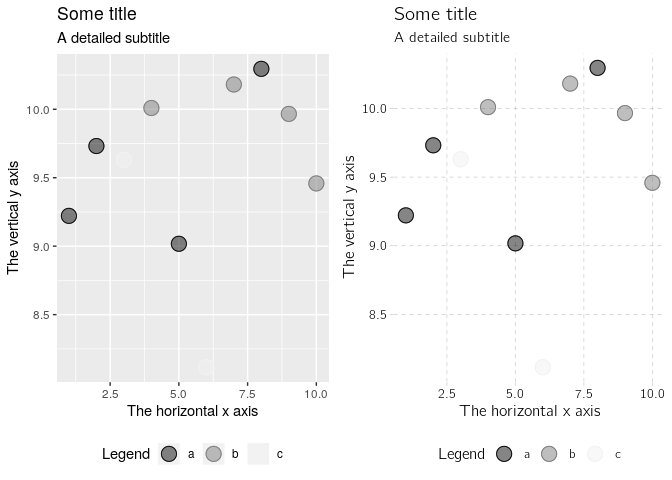 Some title
A detailed subtitle
The vertical y axis
10.0
9.5
9.0
8.5
2.5 5.0 7.5 10.0
The horizontal x axis
Legend a b c
Some title
A detailed subtitle
The vertical y axis
10.0
9.5
9.0
8.5
2.5 5.0 7.5 10.0
The horizontal x axis
Legend a b c